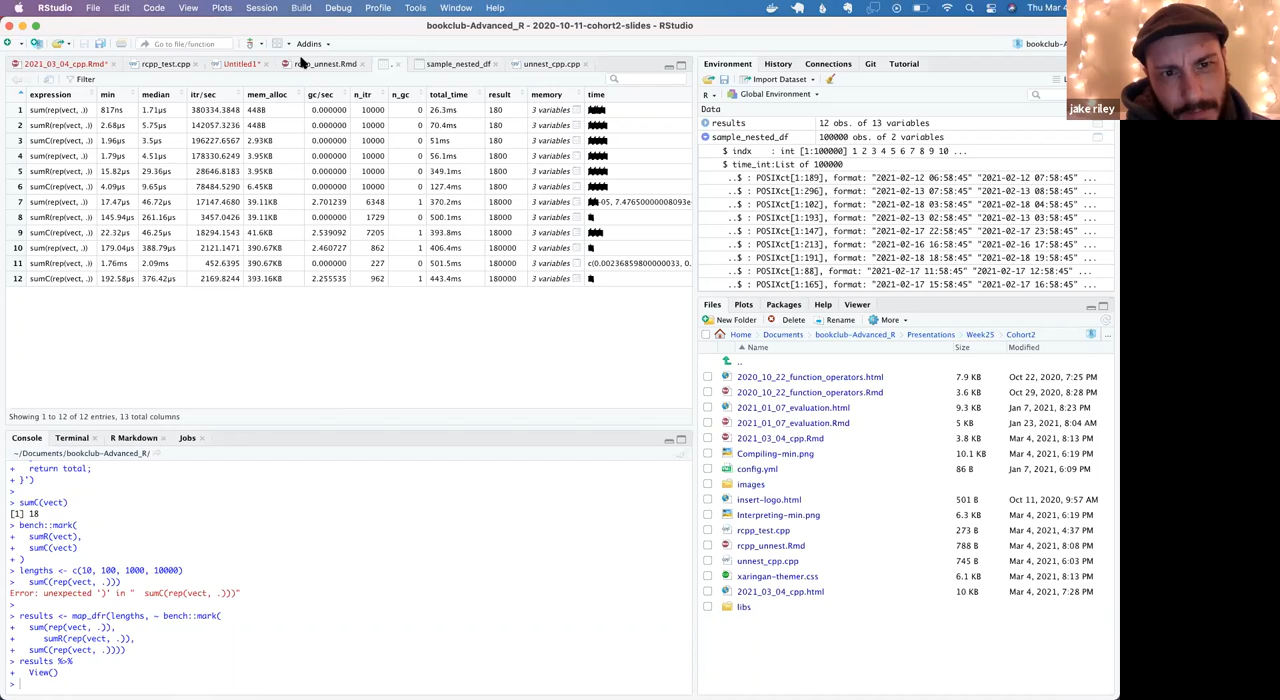 RStudio File Edit Code View Plots Session Build Debug Profile Tools Window Help Thu Mar 4
bookclub-Advanced_R - 2020-10-11-cohort2-slides - RStudio
Go to file/function Addins bookclub-Ad
2021_03_04_cpp.Rmd* rcpp_test.cpp Untitled1* rcpp_unnest.Rmd . sample_nested_df unnest_cpp.cpp
Filter
expression min median itr/sec mem_alloc gc/sec n_itr n_gc total_time result memory time
1 sum(rep(vect, .)) 817ns 1.71µs 380334.3848 448B 0.000000 10000 0 26.3ms 180 3 variables
2 sumR(rep(vect, .)) 2.68µs 5.75µs 142057.3236 448B 0.000000 10000 0 70.4ms 180 3 variables
3 sumC(rep(vect, .)) 1.96µs 3.5µs 196227.6567 2.93KB 0.000000 10000 0 51ms 180 3 variables
4 sum(rep(vect, .)) 1.79µs 4.51µs 178330.6249 3.95KB 0.000000 10000 0 56.1ms 1800 3 variables
5 sumR(rep(vect, .)) 15.82µs 29.36µs 28646.8183 3.95KB 0.000000 10000 0 349.1ms 1800 3 variables
6 sumC(rep(vect, .)) 4.09µs 9.65µs 78484.5290 6.45KB 0.000000 10000 0 127.4ms 1800 3 variables
7 sum(rep(vect, .)) 17.47µs 46.72µs 17147.4680 39.11KB 2.701239 6348 1 370.2ms 18000 3 variables -05, 7.47650000008093e-
8 sumR(rep(vect, .)) 145.94µs 261.16µs 3457.0426 39.11KB 0.000000 1729 0 500.1ms 18000 3 variables
9 sumC(rep(vect, .)) 22.32µs 46.25µs 18294.1543 41.6KB 2.539092 7205 1 393.8ms 18000 3 variables
10 sum(rep(vect, .)) 179.04µs 388.79µs 2121.1471 390.67KB 2.460727 862 1 406.4ms 180000 3 variables
11 sumR(rep(vect, .)) 1.76ms 2.09ms 452.6395 390.67KB 0.000000 227 0 501.5ms 180000 3 variables c(0.00236859800000033, 0.
12 sumC(rep(vect, .)) 192.58µs 376.42µs 2169.8244 393.16KB 2.255535 962 1 443.4ms 180000 3 variables
Showing 1 to 12 of 12 entries, 13 total columns
Console Terminal R Markdown Jobs
~/Documents/bookclub-Advanced_R/
+ return total;
+ }')
>
> sumC(vect)
[1] 18
> bench::mark(
+ sumR(vect),
+ sumC(vect)
+ )
> lengths <- c(10, 100, 1000, 10000)
> sumC(rep(vect, .)))
Error: unexpected ')' in " sumC(rep(vect, .)))"
>
> results <- map_dfr(lengths, ~ bench::mark(
+ sum(rep(vect, .)),
+ sumR(rep(vect, .)),
+ sumC(rep(vect, .))))
> results %>%
+ View()
>
Environment History Connections Git Tutorial
Import Dataset
R Global Environment
Data
results 12 obs. of 13 variables
sample_nested_df 100000 obs. of 2 variables
$ indx : int [1:100000] 1 2 3 4 5 6 7 8 9 10 ...
$ time_int:List of 100000
..$ : POSIXct[1:189], format: "2021-02-12 06:58:45" "2021-02-12 07:58:45" ...
..$ : POSIXct[1:296], format: "2021-02-13 07:58:45" "2021-02-13 08:58:45" ...
..$ : POSIXct[1:102], format: "2021-02-18 03:58:45" "2021-02-18 04:58:45" ...
..$ : POSIXct[1:193], format: "2021-02-13 02:58:45" "2021-02-13 03:58:45" ...
..$ : POSIXct[1:147], format: "2021-02-17 22:58:45" "2021-02-17 23:58:45" ...
..$ : POSIXct[1:213], format: "2021-02-16 16:58:45" "2021-02-16 17:58:45" ...
..$ : POSIXct[1:191], format: "2021-02-18 18:58:45" "2021-02-18 19:58:45" ...
..$ : POSIXct[1:88], format: "2021-02-17 11:58:45" "2021-02-17 12:58:45" ...
..$ : POSIXct[1:165], format: "2021-02-17 15:58:45" "2021-02-17 16:58:45" ...
Files Plots Packages Help Viewer
New Folder Delete Rename More
Home Documents bookclub-Advanced_R Presentations Week25 Cohort2 ...
Name Size Modified
..
2020_10_22_function_operators.html 7.9 KB Oct 22, 2020, 7:25 PM
2020_10_22_function_operators.Rmd 3.6 KB Oct 29, 2020, 8:28 PM
2021_01_07_evaluation.html 9.3 KB Jan 7, 2021, 8:23 PM
2021_01_07_evaluation.Rmd 5 KB Jan 23, 2021, 8:04 AM
2021_03_04_cpp.Rmd 3.8 KB Mar 4, 2021, 8:13 PM
Compiling-min.png 10.1 KB Mar 4, 2021, 6:19 PM
config.yml 86 B Jan 7, 2021, 6:09 PM
images
insert-logo.html 501 B Oct 11, 2020, 9:57 AM
Interpreting-min.png 6.3 KB Mar 4, 2021, 6:19 PM
rcpp_test.cpp 273 B Mar 4, 2021, 4:37 PM
rcpp_unnest.Rmd 788 B Mar 4, 2021, 8:08 PM
unnest_cpp.cpp 745 B Mar 4, 2021, 6:03 PM
xaringan-themer.css 6.1 KB Mar 4, 2021, 8:13 PM
2021_03_04_cpp.html 10 KB Mar 4, 2021, 7:28 PM
libs
jake riley